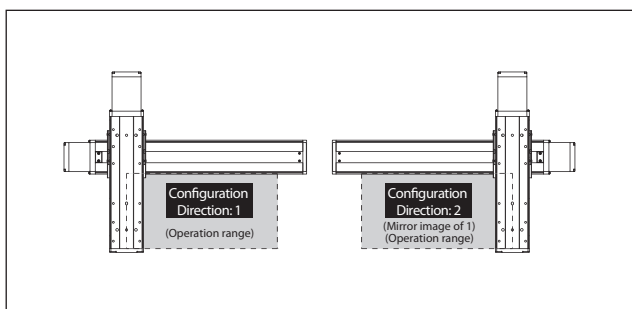 Configuration
Direction: 1
(Operation range)
Configuration
Direction: 2
(Mirror image of 1)
(Operation range)